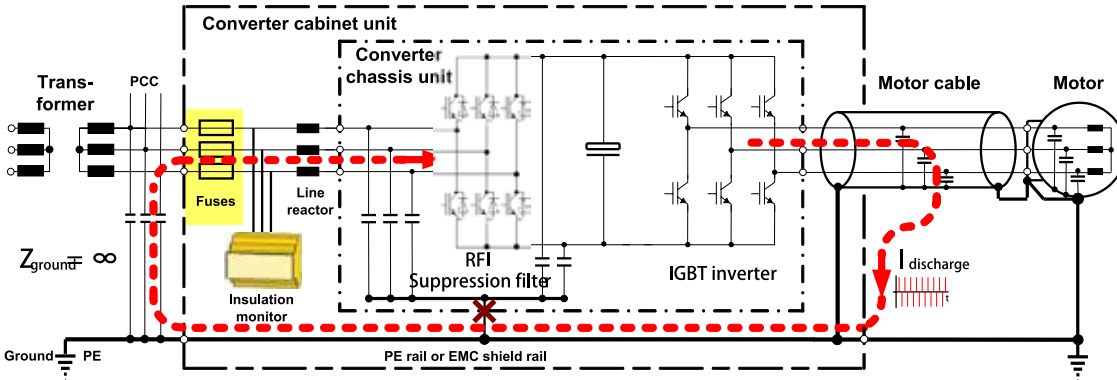 Converter cabinet unit
Converter
chassis unit
Trans-
former
PCC
Motor cable
Motor
Fuses
Line
reactor
Z ground = ∞
RFI
Suppression filter
IGBT inverter
I discharge
t
Insulation
monitor
Ground
PE
PE rail or EMC shield rail